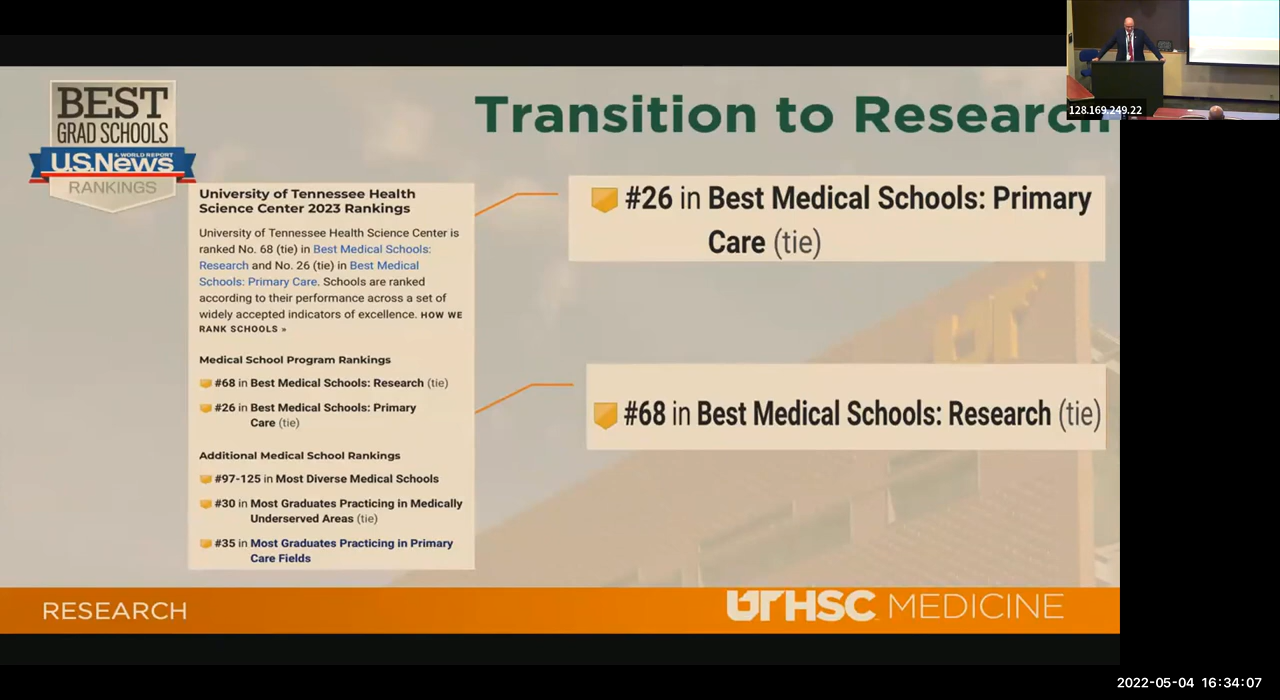 BEST
GRAD SCHOOLS
U.S.News
& WORLD REPORT
RANKINGS
Transition to Research
128.169.249.22
University of Tennessee Health
Science Center 2023 Rankings
University of Tennessee Health Science Center is
ranked No. 68 (tie) in Best Medical Schools:
Research and No. 26 (tie) in Best Medical
Schools: Primary Care. Schools are ranked
according to their performance across a set of
widely accepted indicators of excellence. HOW WE
RANK SCHOOLS »
Medical School Program Rankings
#68 in Best Medical Schools: Research (tie)
#26 in Best Medical Schools: Primary
Care (tie)
Additional Medical School Rankings
#97-125 in Most Diverse Medical Schools
#30 in Most Graduates Practicing in Medically
Underserved Areas (tie)
#35 in Most Graduates Practicing in Primary
Care Fields
#26 in Best Medical Schools: Primary
Care (tie)
#68 in Best Medical Schools: Research (tie)
UT
RESEARCH
UTHSC MEDICINE
2022-05-04 16:34:07